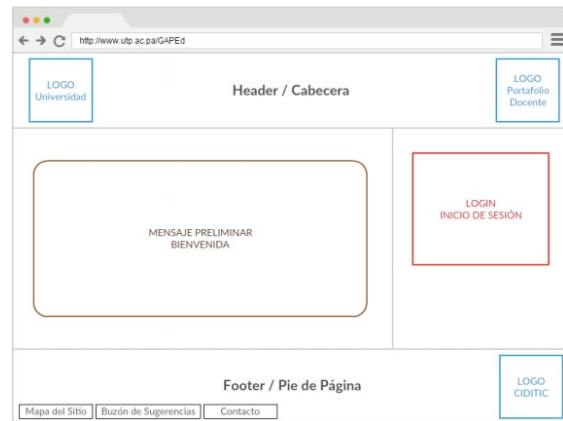 http://www.utp.ac.pa/GAPEd
LOGO
Universidad
Header / Cabecera
LOGO
Portafolio
Docente
MENSAJE PRELIMINAR
BIENVENIDA
LOGIN
INICIO DE SESIÓN
Footer / Pie de Página
LOGO
CIDITIC
Mapa del Sitio
Buzón de Sugerencias
Contacto